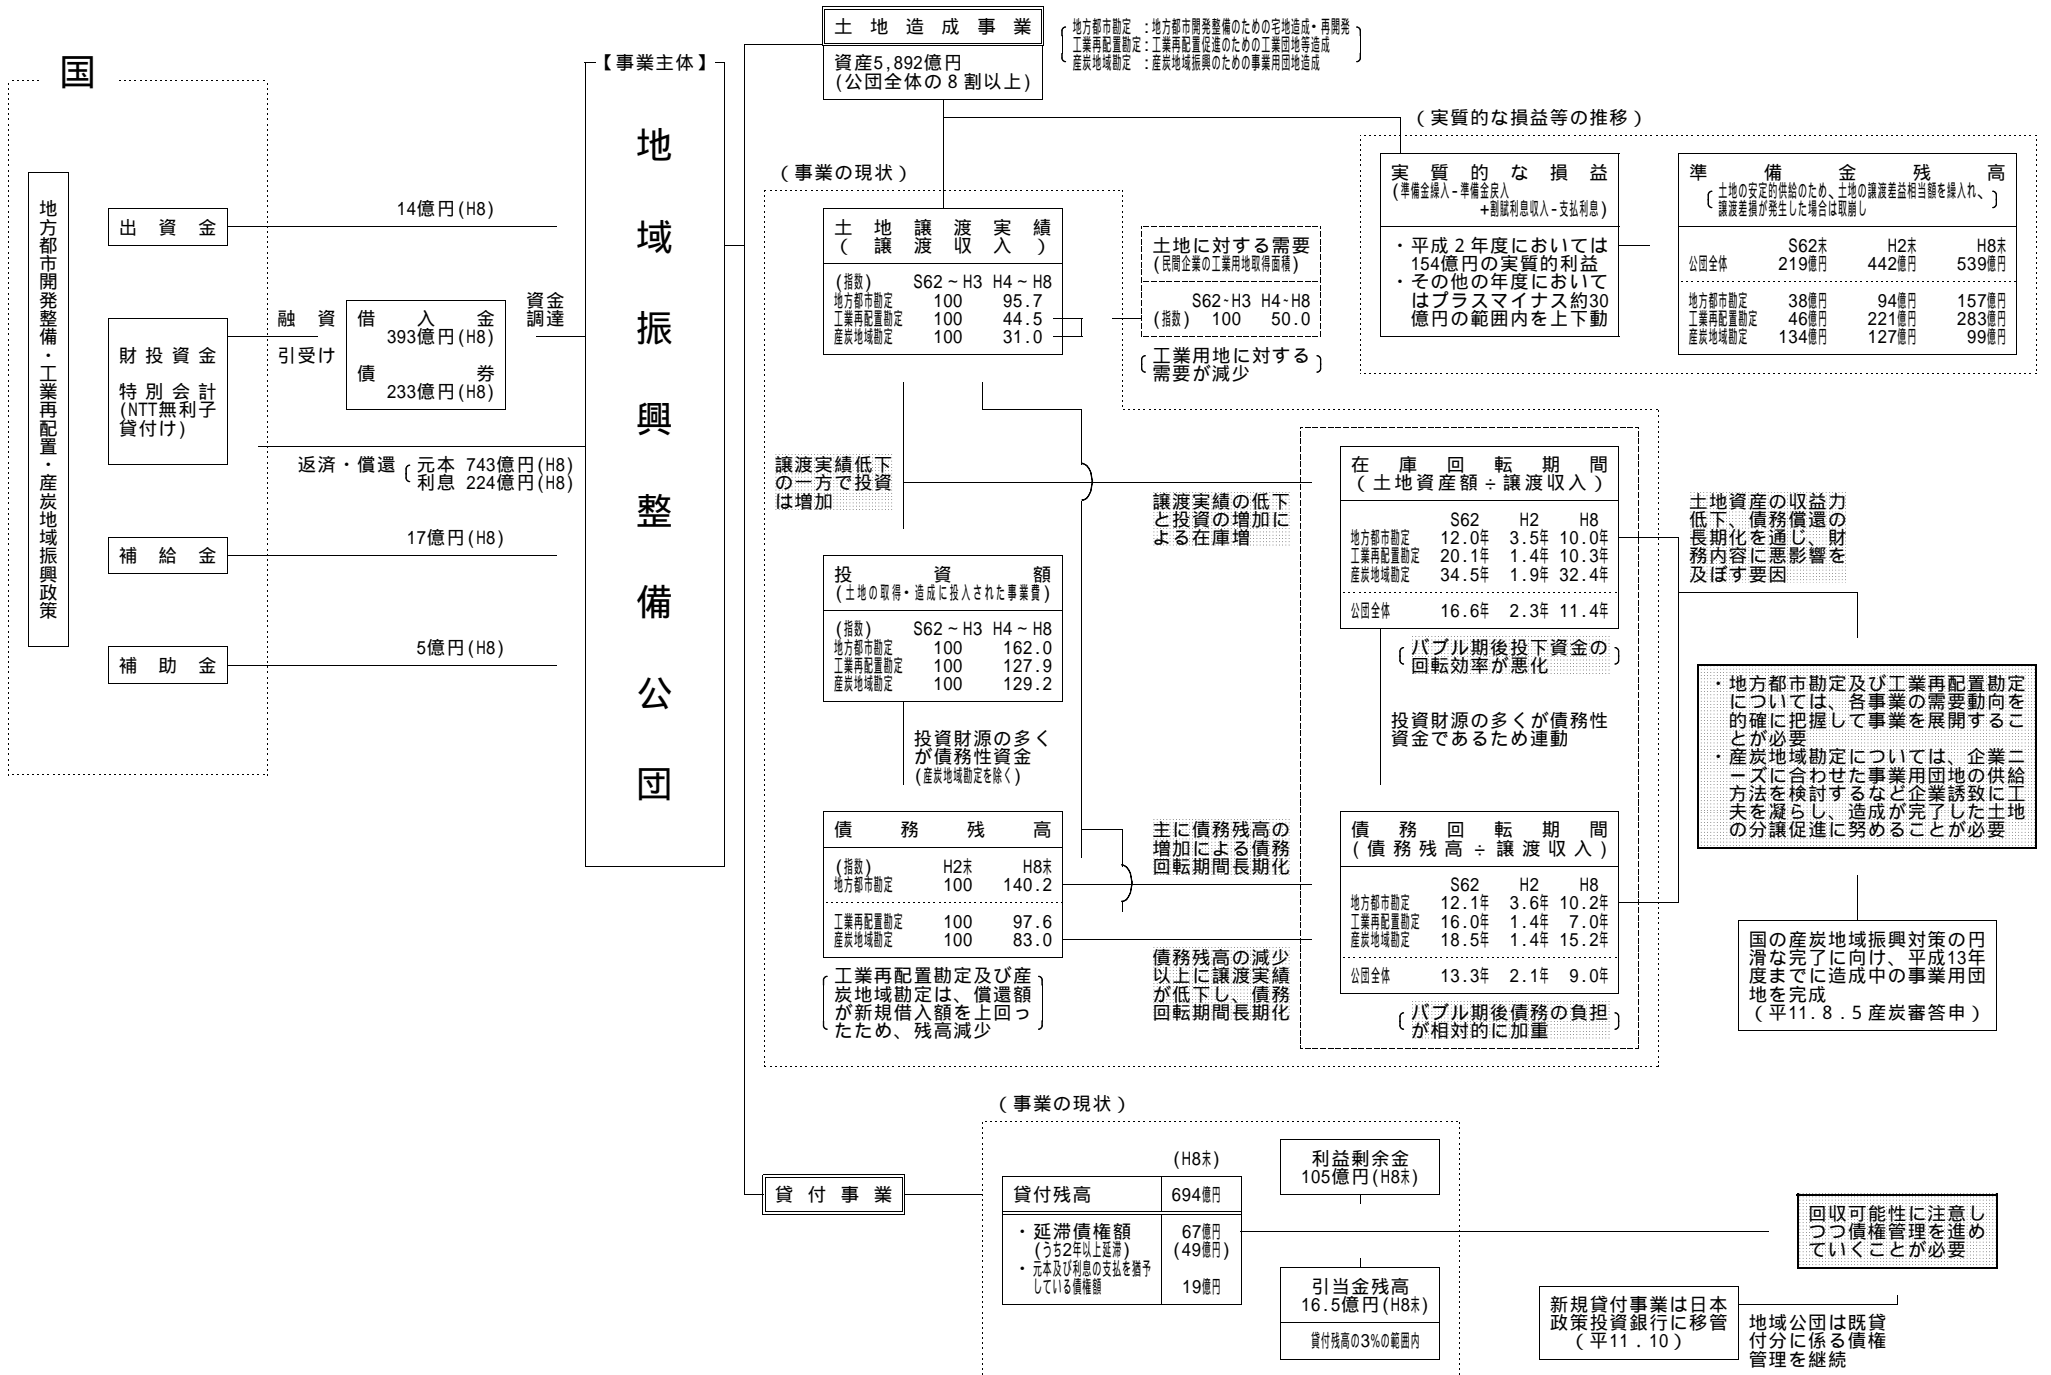 国
地方都市開発整備・工業再配置・産炭地域振興政策
出資金
14億円(H8)
財投資金
特別会計
(NTT無利子
貸付け)
融資
引受け
借入金
393億円(H8)
債券
233億円(H8)
資金
調達
返済・償還
元本 743億円(H8)
利息 224億円(H8)
補給金
17億円(H8)
補助金
5億円(H8)
【事業主体】
地域振興整備公団
土地造成事業
資産5,892億円
(公団全体の8割以上)
地方都市勘定 :地方都市開発整備のための宅地造成・再開発
工業再配置勘定:工業再配置促進のための工業団地等造成
産炭地域勘定 :産炭地域振興のための事業用団地造成
(事業の現状)
土地譲渡実績
(譲渡収入)
(指数) S62~H3 H4~H8
地方都市勘定 100 95.7
工業再配置勘定 100 44.5
産炭地域勘定 100 31.0
土地に対する需要
(民間企業の工業用地取得面積)
S62~H3 H4~H8
(指数) 100 50.0
工業用地に対する
需要が減少
(実質的な損益等の推移)
実質的な損益
(準備金繰入-準備金戻入
+割賦利息収入-支払利息)
・平成2年度においては
154億円の実質的利益
・その他の年度において
はプラスマイナス約30
億円の範囲内を上下動
準備金残高
土地の安定的供給のため、土地の譲渡差益相当額を繰入れ、
譲渡差損が発生した場合は取崩し
S62末 H2末 H8末
公団全体 219億円 442億円 539億円
地方都市勘定 38億円 94億円 157億円
工業再配置勘定 46億円 221億円 283億円
産炭地域勘定 134億円 127億円 99億円
譲渡実績低下
の一方で投資
は増加
譲渡実績の低下
と投資の増加に
よる在庫増
投資額
(土地の取得・造成に投入された事業費)
(指数) S62~H3 H4~H8
地方都市勘定 100 162.0
工業再配置勘定 100 127.9
産炭地域勘定 100 129.2
投資財源の多く
が債務性資金
(産炭地域勘定を除く)
債務残高
(指数) H2末 H8末
地方都市勘定 100 140.2
工業再配置勘定 100 97.6
産炭地域勘定 100 83.0
工業再配置勘定及び産
炭地域勘定は、償還額
が新規借入額を上回っ
たため、残高減少
主に債務残高の
増加による債務
回転期間長期化
債務残高の減少
以上に譲渡実績
が低下し、債務
回転期間長期化
在庫回転期間
(土地資産額÷譲渡収入)
S62 H2 H8
地方都市勘定 12.0年 3.5年 10.0年
工業再配置勘定 20.1年 1.4年 10.3年
産炭地域勘定 34.5年 1.9年 32.4年
公団全体 16.6年 2.3年 11.4年
バブル期後投下資金の
回転効率が悪化
投資財源の多くが債務性
資金であるため連動
債務回転期間
(債務残高÷譲渡収入)
S62 H2 H8
地方都市勘定 12.1年 3.6年 10.2年
工業再配置勘定 16.0年 1.4年 7.0年
産炭地域勘定 18.5年 1.4年 15.2年
公団全体 13.3年 2.1年 9.0年
バブル期後債務の負担
が相対的に加重
土地資産の収益力
低下、債務償還の
長期化を通じ、財
務内容に悪影響を
及ぼす要因
・地方都市勘定及び工業再配置勘定
については、各事業の需要動向を
的確に把握して事業を展開するこ
とが必要
・産炭地域勘定については、企業ニ
ーズに合わせた事業用団地の供給
方法を検討するなど企業誘致に工
夫を凝らし、造成が完了した土地
の分譲促進に努めることが必要
国の産炭地域振興対策の円
滑な完了に向け、平成13年
度までに造成中の事業用団
地を完成
(平11.8.5産炭審答申)
貸付事業
(事業の現状)
(H8末)
貸付残高 694億円
・延滞債権額 67億円
(うち2年以上延滞) (49億円)
・元本及び利息の支払を猶予
している債権額 19億円
利益剰余金
105億円(H8末)
引当金残高
16.5億円(H8末)
貸付残高の3%の範囲内
回収可能性に注意し
つつ債権管理を進め
ていくことが必要
新規貸付事業は日本
政策投資銀行に移管
(平11.10)
地域公団は既貸
付分に係る債権
管理を継続